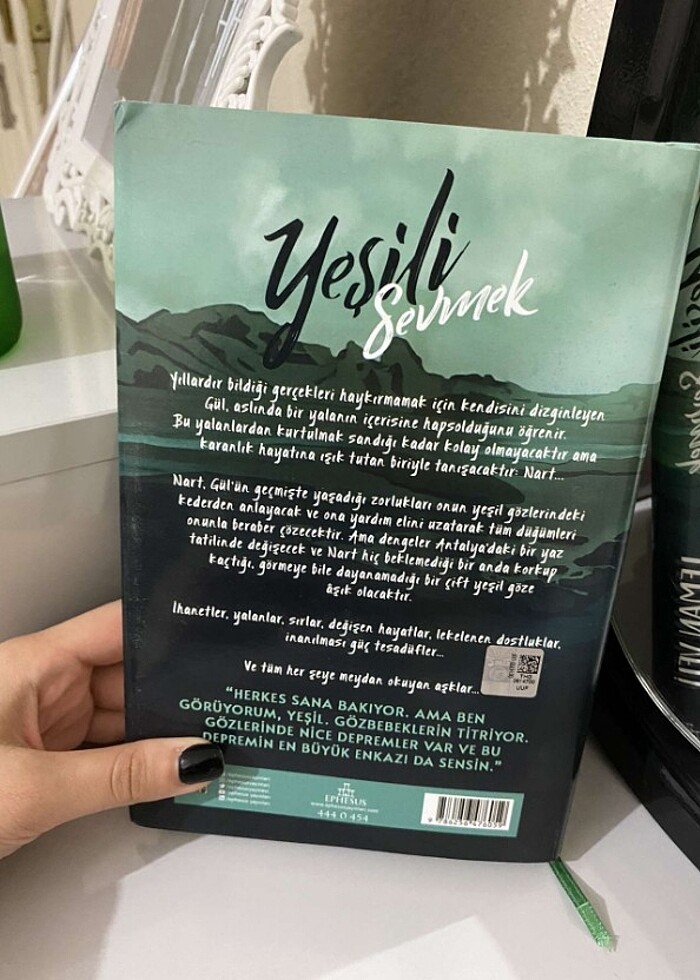 Yeşili
Sevmek
Yıllardır bildiği gerçekleri haykırmamak için kendisini dizginleyen
Gül, aslında bir yalanın içerisine hapsolduğunu öğrenir.
Bu yalanlardan kurtulmak sandığı kadar kolay olmayacaktır ama
karanlık hayatına ışık tutan biriyle tanışacaktır: Nart...
Nart, Gül'ün geçmişte yaşadığı zorlukları onun yeşil gözlerindeki
kederden anlayacak ve ona yardım elini uzatarak tüm düğümleri
onunla beraber çözecektir. Ama dengeler Antalya'daki bir yaz
tatilinde değişecek ve Nart hiç beklemediği bir anda korkup
kaçtığı, görmeye bile dayanamadığı bir çift yeşil göze
âşık olacaktır.
İhanetler, yalanlar, sırlar, değişen hayatlar, lekelenen dostluklar,
inanılması güç tesadüfler...
Ve tüm her şeye meydan okuyan aşklar...
"HERKES SANA BAKIYOR. AMA BEN
GÖRÜYORUM, YEŞİL. GÖZBEBEKLERİN TİTRİYOR.
GÖZLERİNDE NİCE DEPREMLER VAR VE BU
DEPREMİN EN BÜYÜK ENKAZI DA SENSİN."
EPHESUS
www.ephesusyayinlari.com
444 0 454